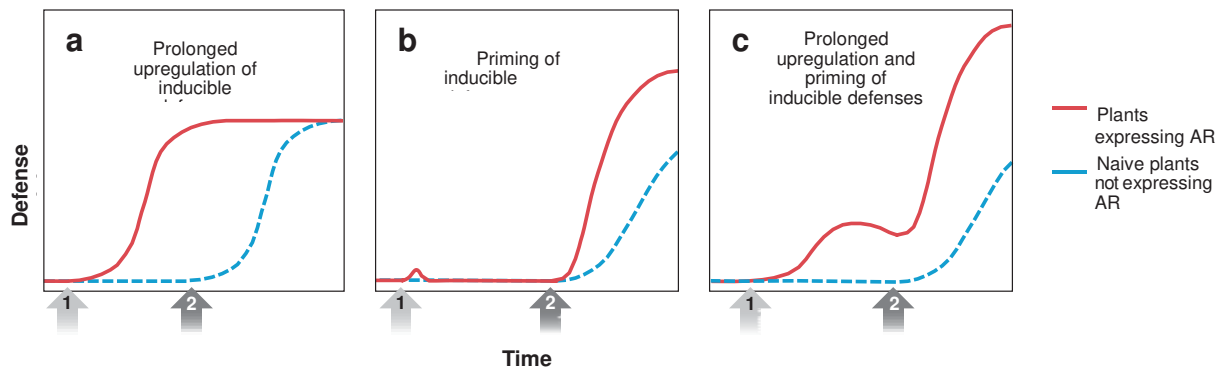 a
Prolonged
upregulation of
inducible
b
Priming of
inducible
c
Prolonged
upregulation and
priming of
inducible defenses
Plants
expressing AR
Naive plants
not expressing
AR
Defense
1
2
1
2
1
2
Time